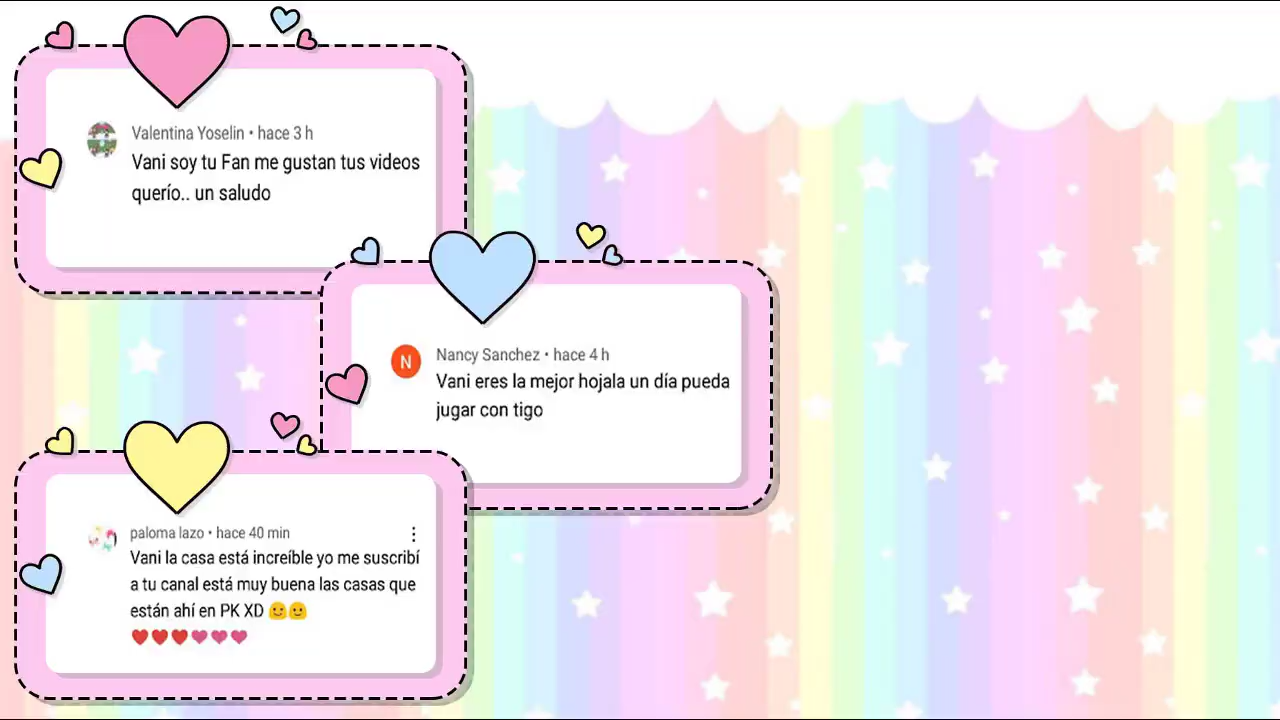 Valentina Yoselin • hace 3 h
Vani soy tu Fan me gustan tus videos
querío.. un saludo
N
Nancy Sanchez • hace 4 h
Vani eres la mejor hojala un día pueda
jugar con tigo
paloma lazo • hace 40 min
Vani la casa está increíble yo me suscribí
a tu canal está muy buena las casas que
están ahí en PK XD